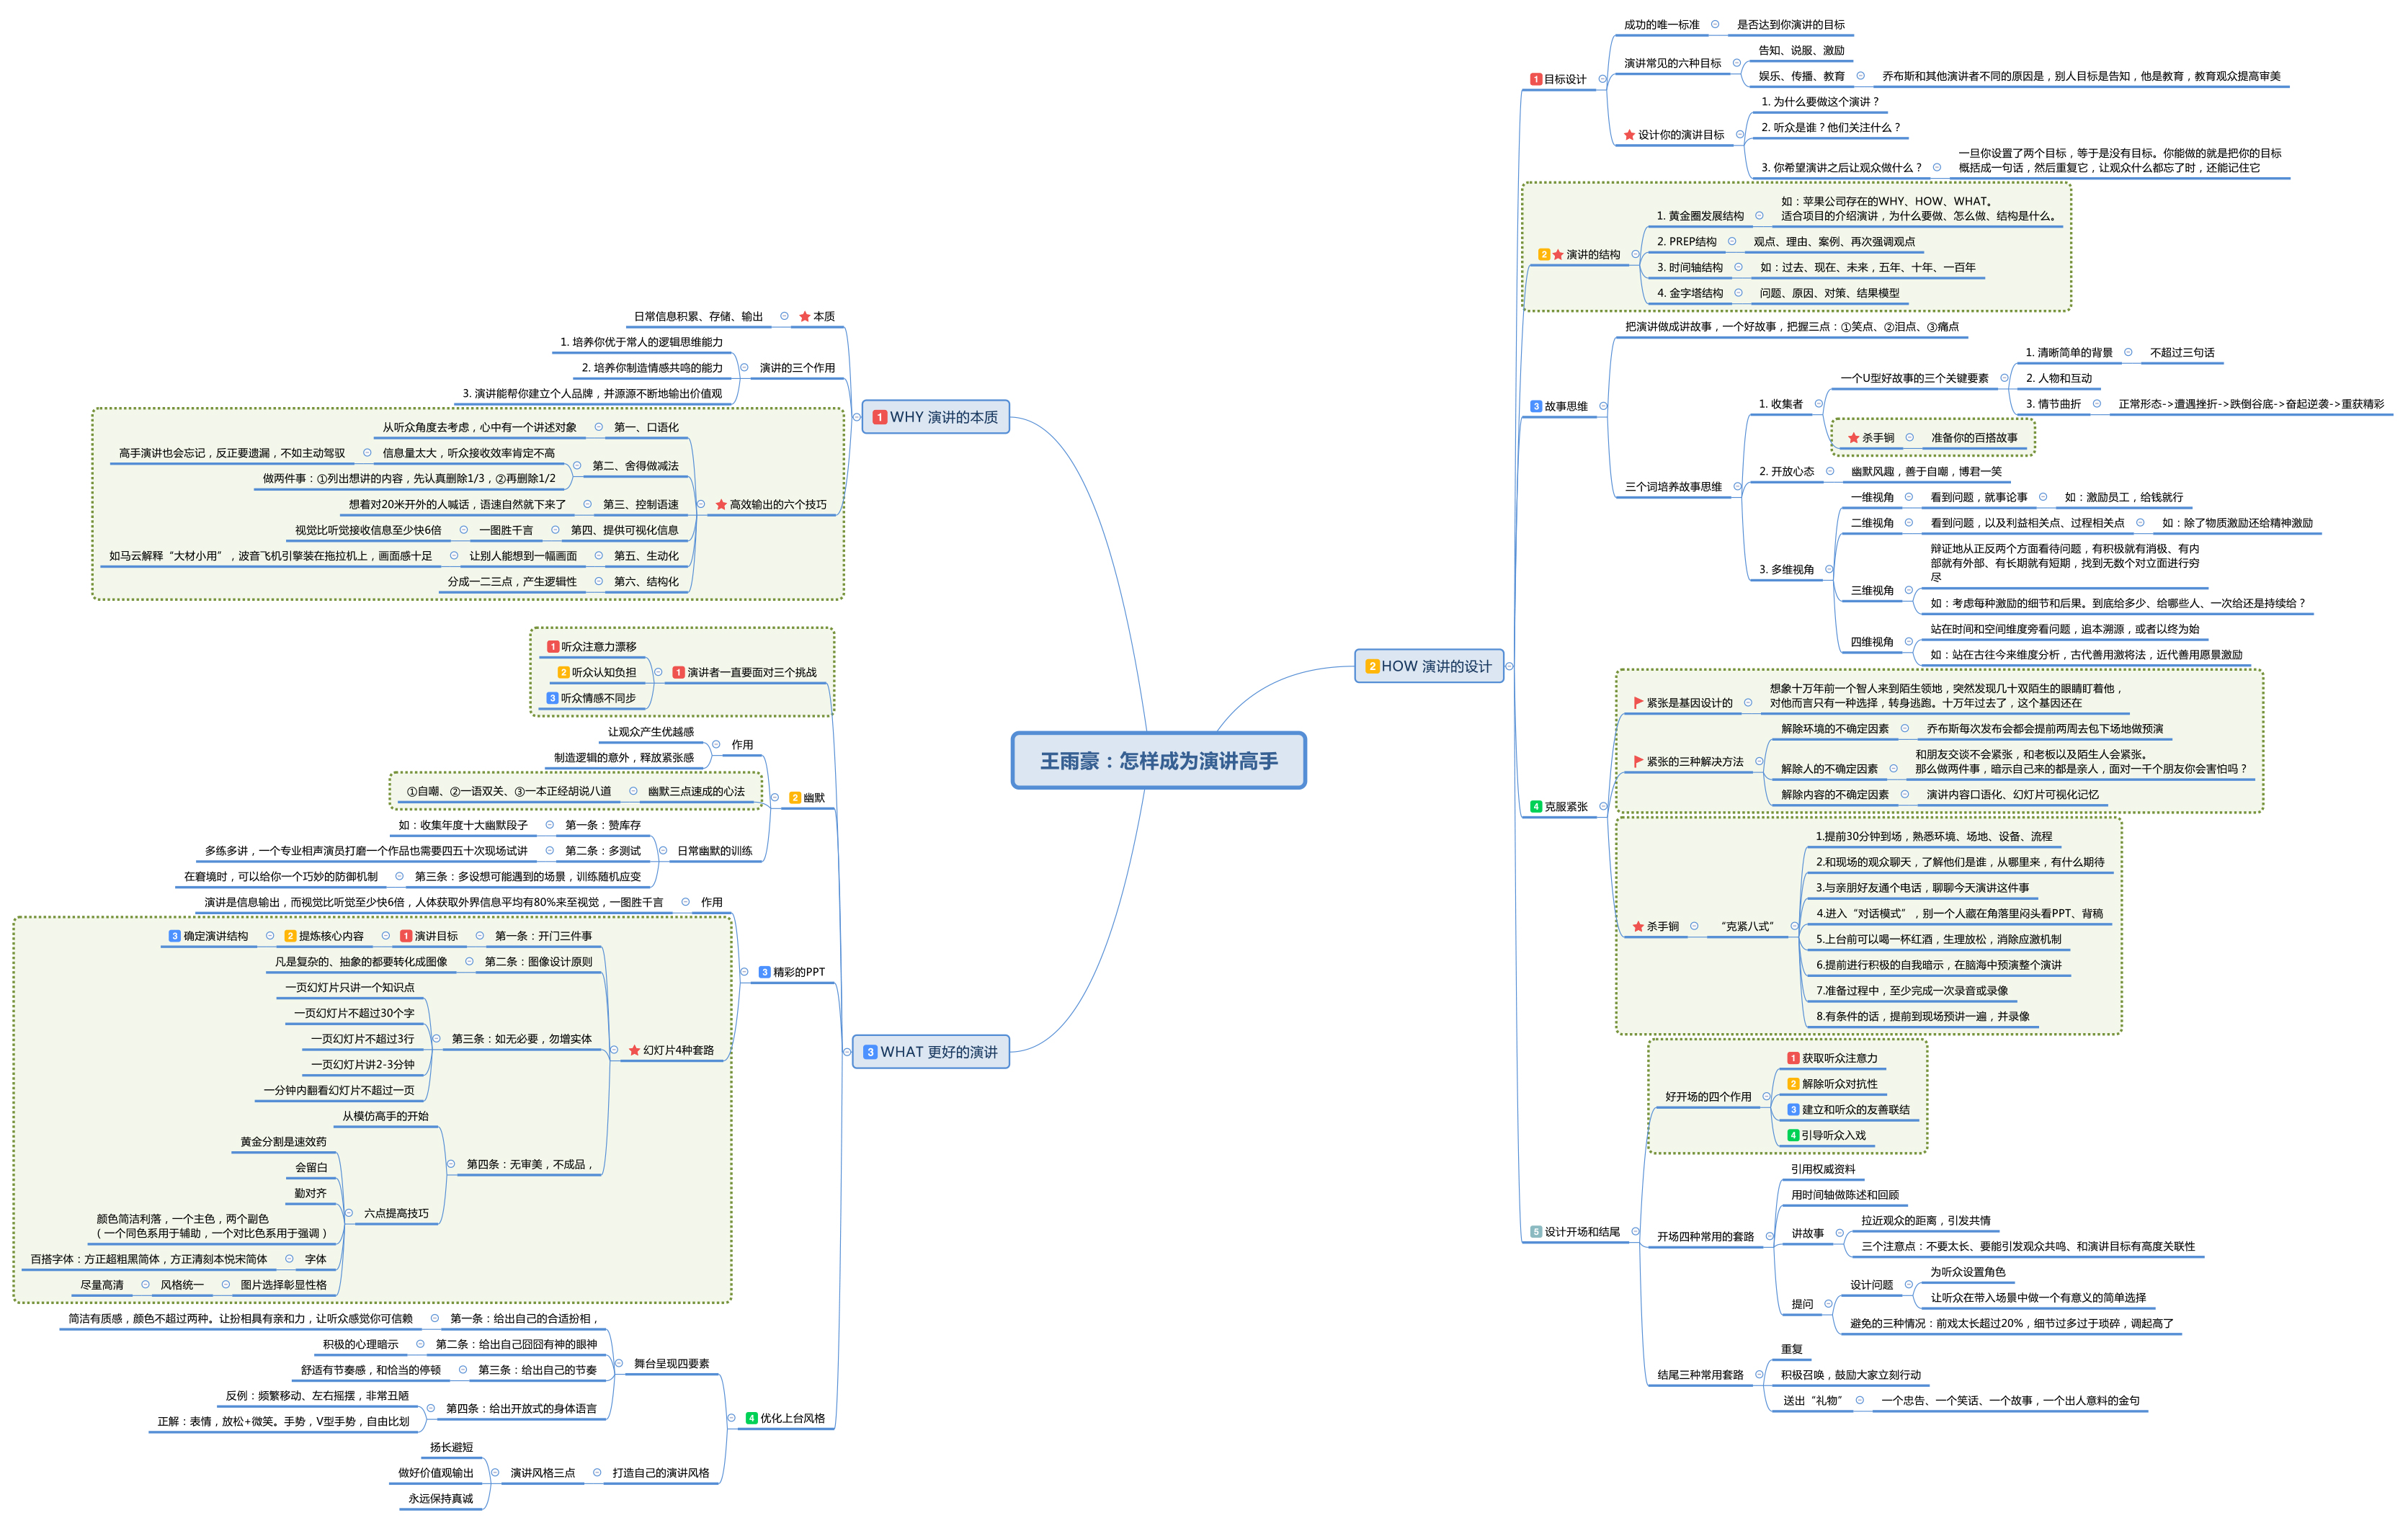 王雨豪：怎样成为演讲高手
1 WHY 演讲的本质
★ 本质
日常信息积累、存储、输出
演讲的三个作用
1. 培养你优于常人的逻辑思维能力
2. 培养你制造情感共鸣的能力
3. 演讲能帮你建立个人品牌，并源源不断地输出价值观
高效输出的六个技巧
第一、口语化
从听众角度去考虑，心中有一个讲述对象
第二、舍得做减法
信息量太大，听众接收效率肯定不高
高手演讲也会忘记，反正要遗漏，不如主动驾驭
做两件事：①列出想讲的内容，先认真删除1/3，②再删除1/2
第三、控制语速
想着对20米开外的人喊话，语速自然就下来了
第四、提供可视化信息
一图胜千言
视觉比听觉接收信息至少快6倍
第五、生动化
让别人能想到一幅画面
如马云解释“大材小用”，波音飞机引擎装在拖拉机上，画面感十足
第六、结构化
分成一二三点，产生逻辑性
2 HOW 演讲的设计
1 目标设计
成功的唯一标准
是否达到你演讲的目标
演讲常见的六种目标
告知、说服、激励
娱乐、传播、教育
乔布斯和其他演讲者不同的原因是，别人目标是告知，他是教育，教育观众提高审美
设计你的演讲目标
1. 为什么要做这个演讲？
2. 听众是谁？他们关注什么？
3. 你希望演讲之后让观众做什么？
一旦你设置了两个目标，等于是没有目标。你能做的就是把你的目标
概括成一句话，然后重复它，让观众什么都忘了时，还能记住它
2 演讲的结构
1. 黄金圈发展结构
如：苹果公司存在的WHY、HOW、WHAT。
适合项目的介绍演讲，为什么要做、怎么做、结构是什么。
2. PREP结构
观点、理由、案例、再次强调观点
3. 时间轴结构
如：过去、现在、未来，五年、十年、一百年
4. 金字塔结构
问题、原因、对策、结果模型
3 故事思维
把演讲做成讲故事，一个好故事，把握三点：①笑点、②泪点、③痛点
三个词培养故事思维
1. 收集者
一个U型好故事的三个关键要素
1. 清晰简单的背景
不超过三句话
2. 人物和互动
3. 情节曲折
正常形态->遭遇挫折->跌倒谷底->奋起逆袭->重获精彩
杀手锏
准备你的百搭故事
2. 开放心态
幽默风趣，善于自嘲，博君一笑
3. 多维视角
一维视角
看到问题，就事论事
如：激励员工，给钱就行
二维视角
看到问题，以及利益相关点、过程相关点
如：除了物质激励还给精神激励
三维视角
辩证地从正反两个方面看待问题，有积极就有消极、有内
部就有外部、有长期就有短期，找到无数个对立面进行穷
尽
如：考虑每种激励的细节和后果。到底给多少、给哪些人、一次给还是持续给？
四维视角
站在时间和空间维度旁看问题，追本溯源，或者以终为始
如：站在古往今来维度分析，古代善用激将法，近代善用愿景激励
4 克服紧张
紧张是基因设计的
想象十万年前一个智人来到陌生领地，突然发现几十双陌生的眼睛盯着他，
对他而言只有一种选择，转身逃跑。十万年过去了，这个基因还在
紧张的三种解决方法
解除环境的不确定因素
乔布斯每次发布会都会提前两周去包下场地做预演
解除人的不确定因素
和朋友交谈不会紧张，和老板以及陌生人会紧张。
那么做两件事，暗示自己来的都是亲人，面对一千个朋友你会害怕吗？
解除内容的不确定因素
演讲内容口语化、幻灯片可视化记忆
杀手锏
“克紧八式”
1.提前30分钟到场，熟悉环境、场地、设备、流程
2.和现场的观众聊天，了解他们是谁，从哪里来，有什么期待
3.与亲朋好友通个电话，聊聊今天演讲这件事
4.进入“对话模式”，别一个人藏在角落里闷头看PPT、背稿
5.上台前可以喝一杯红酒，生理放松，消除应激机制
6.提前进行积极的自我暗示，在脑海中预演整个演讲
7.准备过程中，至少完成一次录音或录像
8.有条件的话，提前到现场预讲一遍，并录像
5 设计开场和结尾
好开场的四个作用
1 获取听众注意力
2 解除听众对抗性
3 建立和听众的友善联结
4 引导听众入戏
开场四种常用的套路
引用权威资料
用时间轴做陈述和回顾
讲故事
拉近观众的距离，引发共情
三个注意点：不要太长、要能引发观众共鸣、和演讲目标有高度关联性
提问
设计问题
为听众设置角色
让听众在带入场景中做一个有意义的简单选择
避免的三种情况：前戏太长超过20%，细节过多过于琐碎，调起高了
结尾三种常用套路
重复
积极召唤，鼓励大家立刻行动
送出“礼物”
一个忠告、一个笑话、一个故事，一个出人意料的金句
3 WHAT 更好的演讲
1 演讲者一直要面对三个挑战
1 听众注意力漂移
2 听众认知负担
3 听众情感不同步
2 幽默
作用
让观众产生优越感
制造逻辑的意外，释放紧张感
幽默三点速成的心法
①自嘲、②一语双关、③一本正经胡说八道
日常幽默的训练
第一条：赞库存
如：收集年度十大幽默段子
第二条：多测试
多练多讲，一个专业相声演员打磨一个作品也需要四五十次现场试讲
第三条：多设想可能遇到的场景，训练随机应变
在窘境时，可以给你一个巧妙的防御机制
3 精彩的PPT
作用
演讲是信息输出，而视觉比听觉至少快6倍，人体获取外界信息平均有80%来至视觉，一图胜千言
幻灯片4种套路
第一条：开门三件事
1 演讲目标
2 提炼核心内容
3 确定演讲结构
第二条：图像设计原则
凡是复杂的、抽象的都要转化成图像
第三条：如无必要，勿增实体
一页幻灯片只讲一个知识点
一页幻灯片不超过30个字
一页幻灯片不超过3行
一页幻灯片讲2-3分钟
一分钟内翻看幻灯片不超过一页
第四条：无审美，不成品，
从模仿高手的开始
六点提高技巧
黄金分割是速效药
会留白
勤对齐
颜色简洁利落，一个主色，两个副色
（一个同色系用于辅助，一个对比色系用于强调）
字体
百搭字体：方正超粗黑简体，方正清刻本悦宋简体
图片选择彰显性格
风格统一
尽量高清
4 优化上台风格
舞台呈现四要素
第一条：给出自己的合适扮相，
简洁有质感，颜色不超过两种。让扮相具有亲和力，让听众感觉你可信赖
第二条：给出自己囧囧有神的眼神
积极的心理暗示
第三条：给出自己的节奏
舒适有节奏感，和恰当的停顿
第四条：给出开放式的身体语言
反例：频繁移动、左右摇摆，非常丑陋
正解：表情，放松+微笑。手势，V型手势，自由比划
打造自己的演讲风格
演讲风格三点
扬长避短
做好价值观输出
永远保持真诚